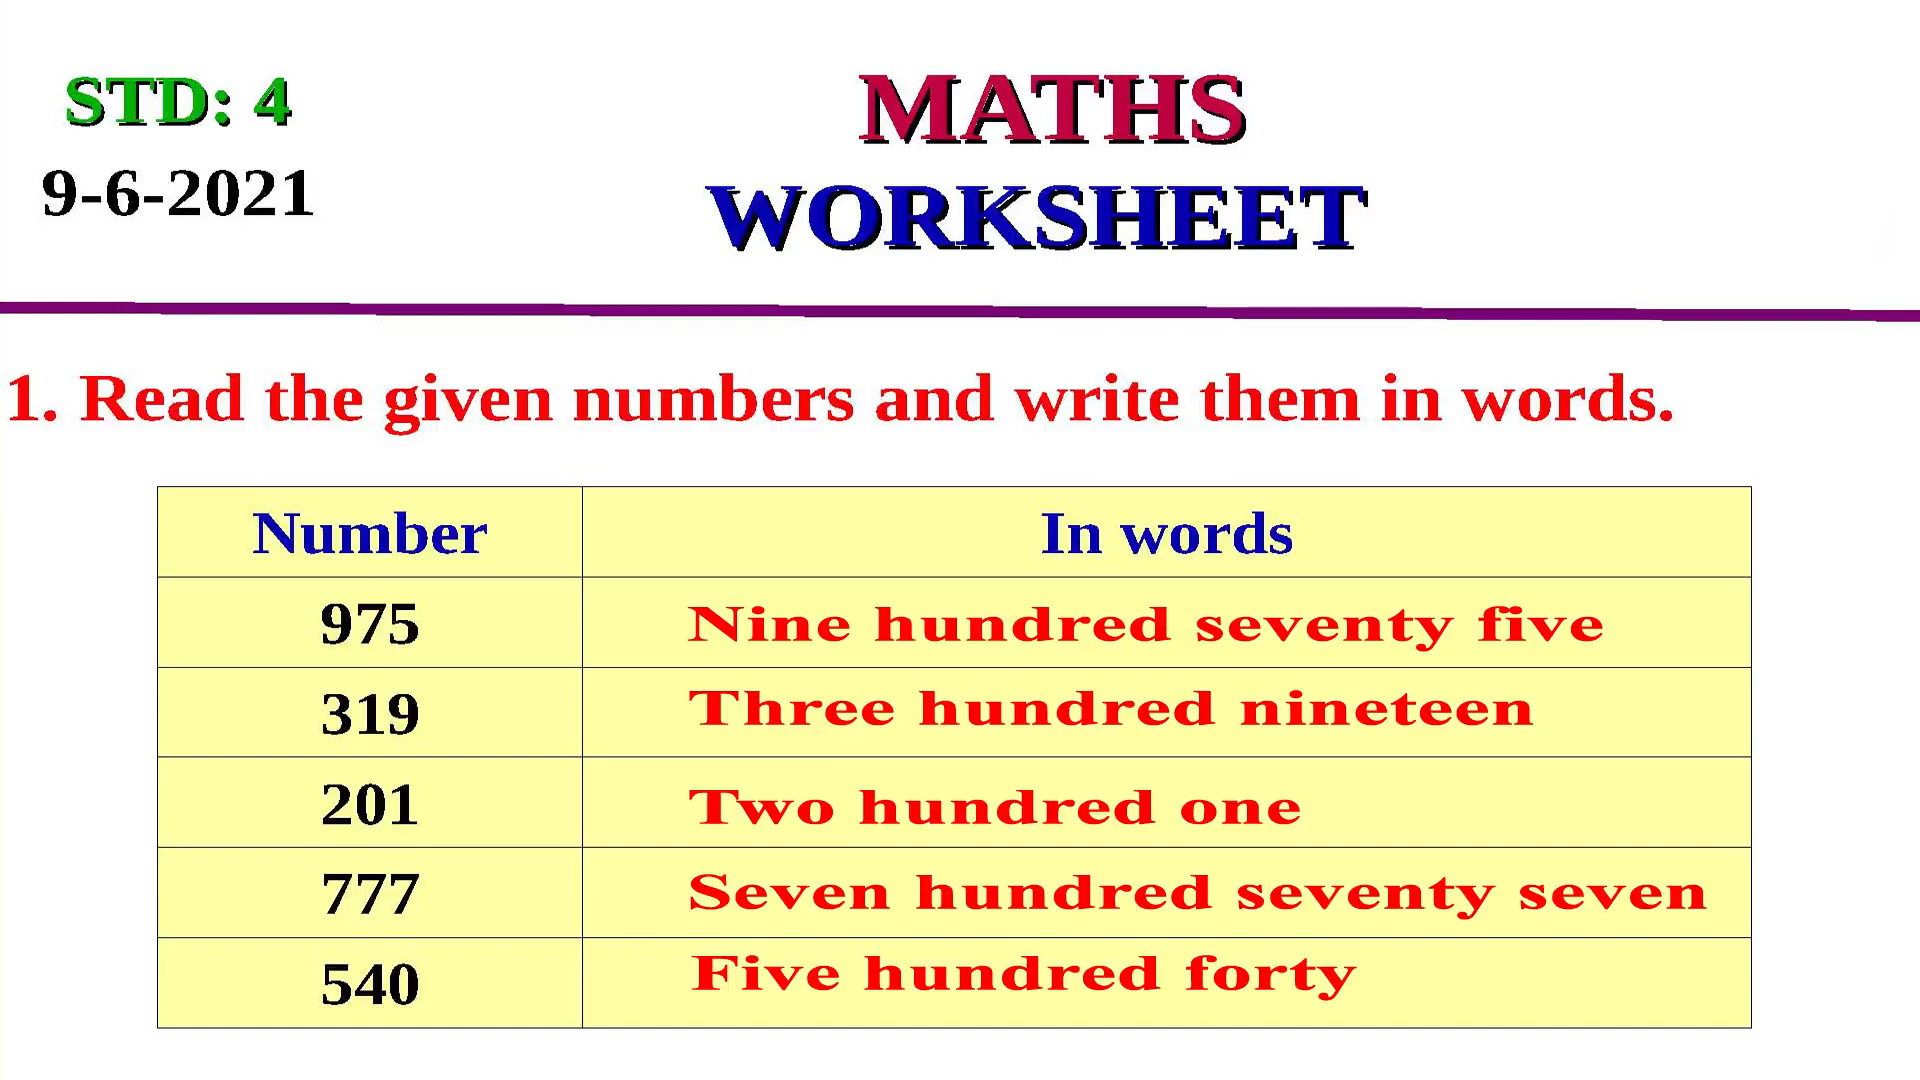 STD: 4
9-6-2021
MATHS
WORKSHEET
1. Read the given numbers and write them in words.
Number In words
975 Nine hundred seventy five
319 Three hundred nineteen
201 Two hundred one
777 Seven hundred seventy seven
540 Five hundred forty